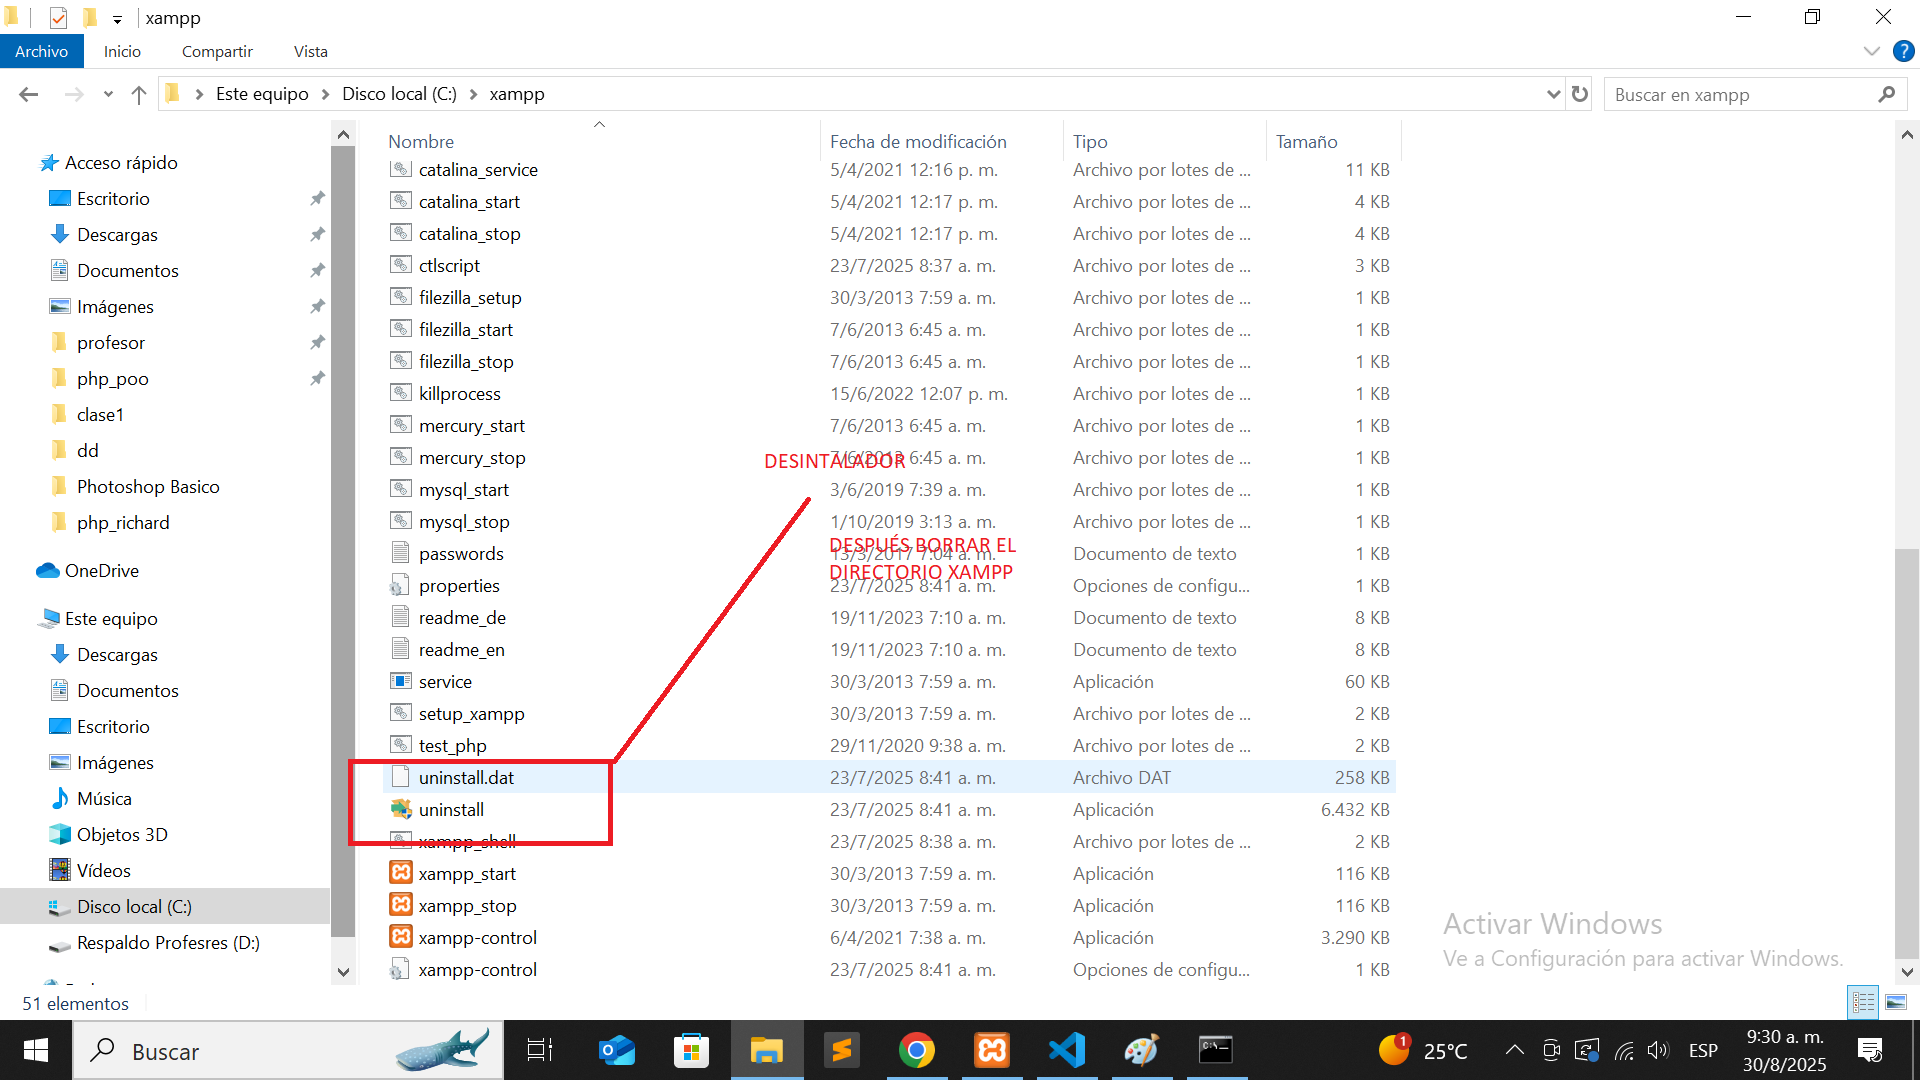 xampp
Archivo Inicio Compartir Vista
Este equipo Disco local (C:) xampp
Buscar en xampp
Nombre Fecha de modificación Tipo Tamaño
Acceso rápido
Escritorio
Descargas
Documentos
Imágenes
profesor
php_poo
clase1
dd
Photoshop Basico
php_richard
OneDrive
Este equipo
Descargas
Documentos
Escritorio
Imágenes
Música
Objetos 3D
Vídeos
Disco local (C:)
Respaldo Profesres (D:)
catalina_service 5/4/2021 12:16 p. m. Archivo por lotes de ... 11 KB
catalina_start 5/4/2021 12:17 p. m. Archivo por lotes de ... 4 KB
catalina_stop 5/4/2021 12:17 p. m. Archivo por lotes de ... 4 KB
ctlscript 23/7/2025 8:37 a. m. Archivo por lotes de ... 3 KB
filezilla_setup 30/3/2013 7:59 a. m. Archivo por lotes de ... 1 KB
filezilla_start 7/6/2013 6:45 a. m. Archivo por lotes de ... 1 KB
filezilla_stop 7/6/2013 6:45 a. m. Archivo por lotes de ... 1 KB
killprocess 15/6/2022 12:07 p. m. Archivo por lotes de ... 1 KB
mercury_start 7/6/2013 6:45 a. m. Archivo por lotes de ... 1 KB
mercury_stop 7/6/2013 6:45 a. m. Archivo por lotes de ... 1 KB
DESINTALADOR
mysql_start 3/6/2019 7:39 a. m. Archivo por lotes de ... 1 KB
mysql_stop 1/10/2019 3:13 a. m. Archivo por lotes de ... 1 KB
DESPUÉS BORRAR EL
DIRECTORIO XAMPP
passwords 13/3/2017 7:04 a. m. Documento de texto 1 KB
properties 23/7/2025 8:41 a. m. Opciones de configu... 1 KB
readme_de 19/11/2023 7:10 a. m. Documento de texto 8 KB
readme_en 19/11/2023 7:10 a. m. Documento de texto 8 KB
service 30/3/2013 7:59 a. m. Aplicación 60 KB
setup_xampp 30/3/2013 7:59 a. m. Archivo por lotes de ... 2 KB
test_php 29/11/2020 9:38 a. m. Archivo por lotes de ... 2 KB
uninstall.dat 23/7/2025 8:41 a. m. Archivo DAT 258 KB
uninstall 23/7/2025 8:41 a. m. Aplicación 6.432 KB
xampp_shell 23/7/2025 8:38 a. m. Archivo por lotes de ... 2 KB
xampp_start 30/3/2013 7:59 a. m. Aplicación 116 KB
xampp_stop 30/3/2013 7:59 a. m. Aplicación 116 KB
xampp-control 6/4/2021 7:38 a. m. Aplicación 3.290 KB
xampp-control 23/7/2025 8:41 a. m. Opciones de configu... 1 KB
Activar Windows
Ve a Configuración para activar Windows.
51 elementos
Buscar
1
25°C
ESP
9:30 a. m.
30/8/2025